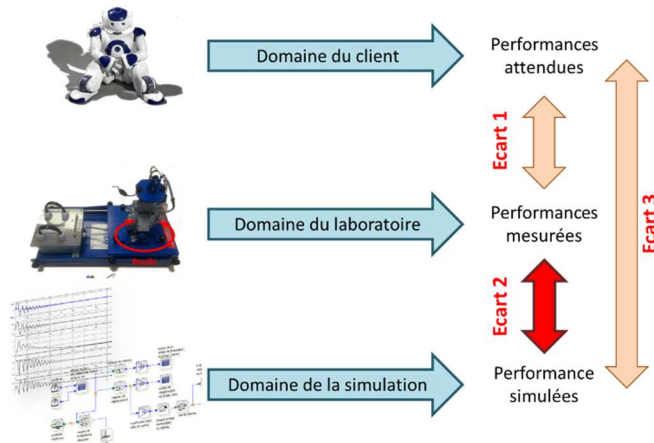 Domaine du client
Performances
attendues
Ecart 1
Ecart 3
Domaine du laboratoire
Performances
mesurées
Roulis
Ecart 2
Domaine de la simulation
Performance
simulées